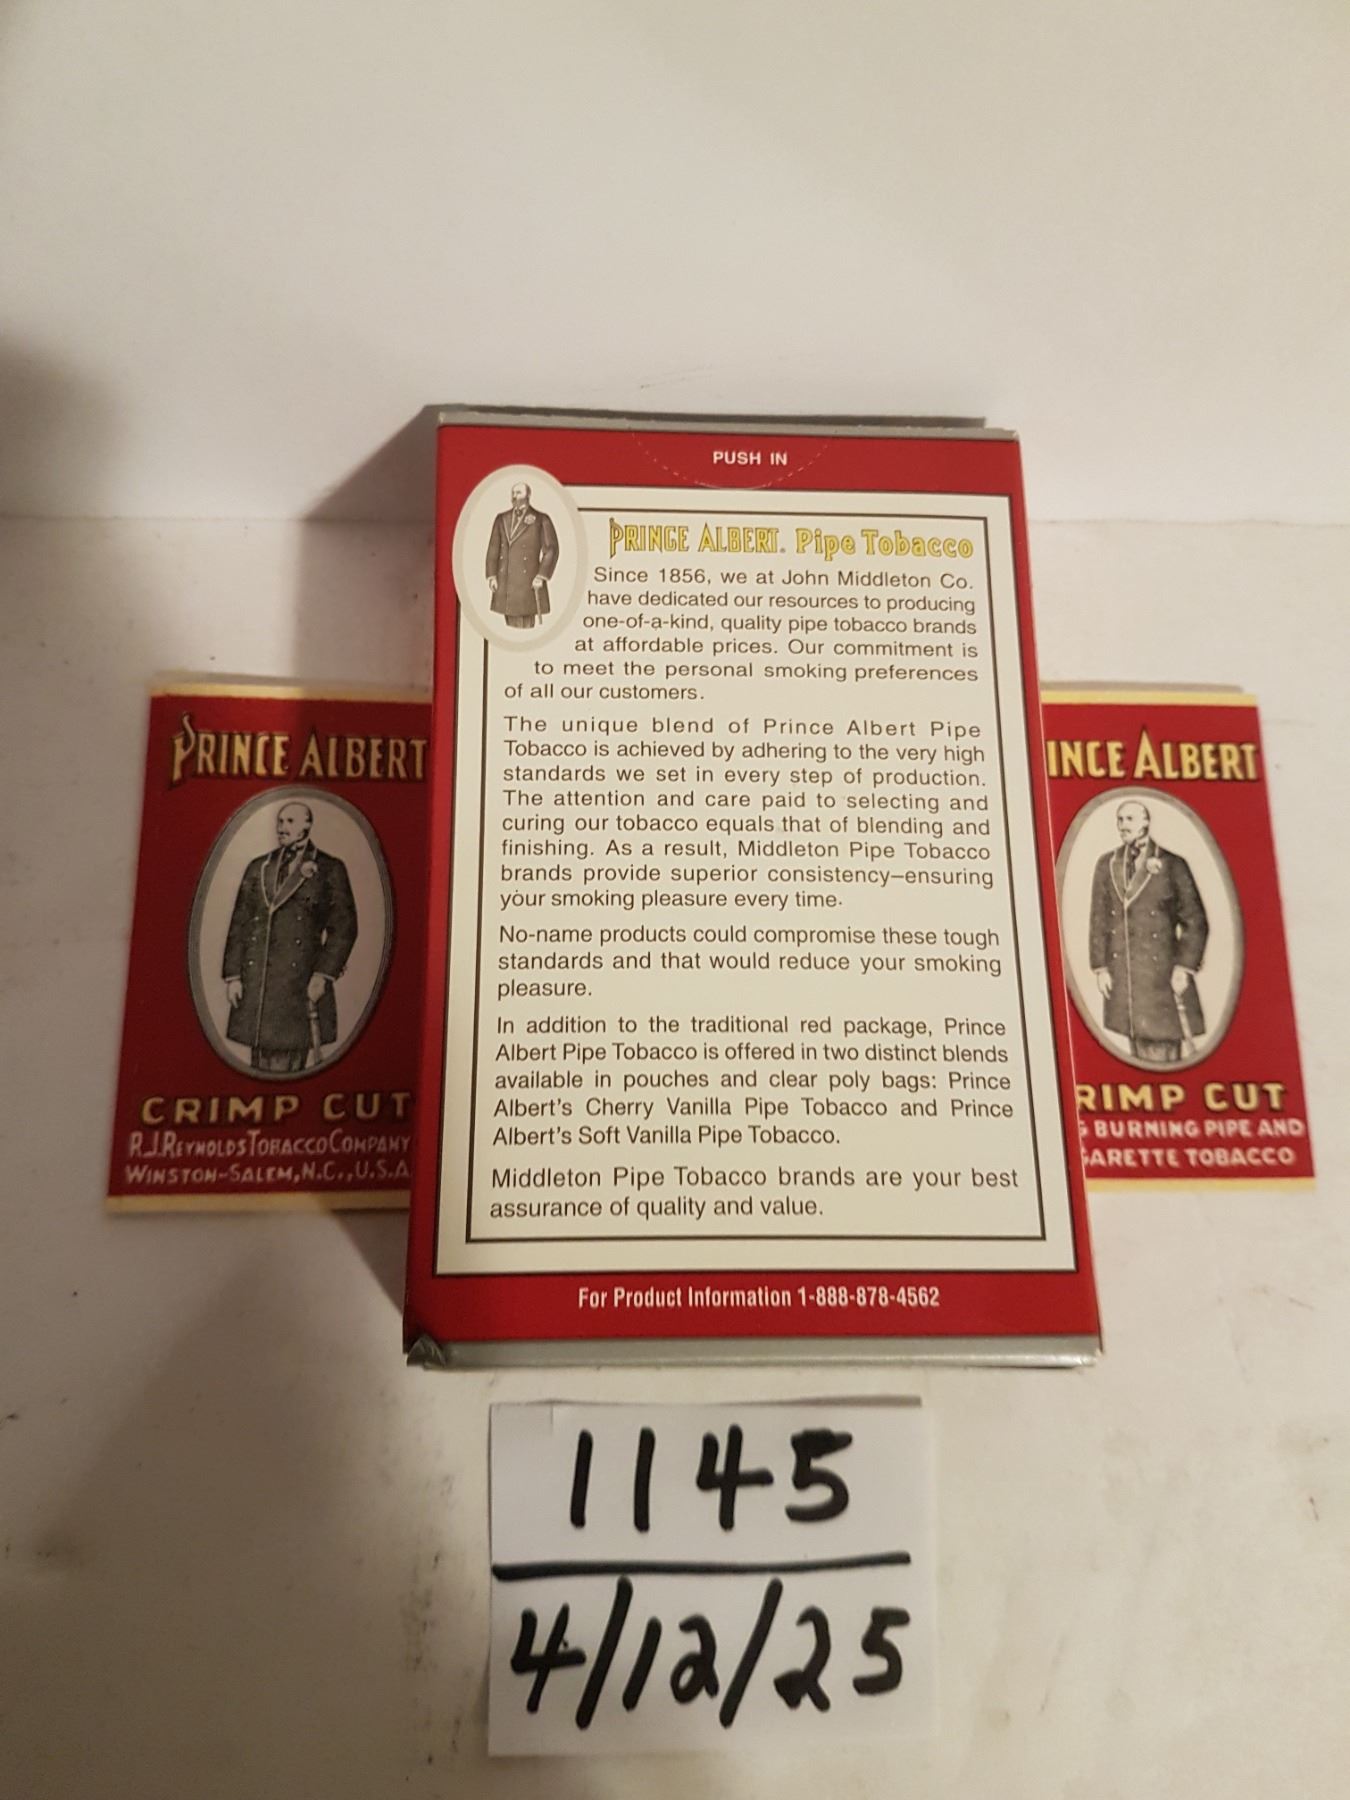 PUSH IN
PRINCE ALBERT. Pipe Tobacco
Since 1856, we at John Middleton Co.
have dedicated our resources to producing
one-of-a-kind, quality pipe tobacco brands
at affordable prices. Our commitment is
to meet the personal smoking preferences
of all our customers.
The unique blend of Prince Albert Pipe
Tobacco is achieved by adhering to the very high
standards we set in every step of production.
The attention and care paid to selecting and
curing our tobacco equals that of blending and
finishing. As a result, Middleton Pipe Tobacco
brands provide superior consistency–ensuring
your smoking pleasure every time.
No-name products could compromise these tough
standards and that would reduce your smoking
pleasure.
In addition to the traditional red package, Prince
Albert Pipe Tobacco is offered in two distinct blends
available in pouches and clear poly bags: Prince
Albert's Cherry Vanilla Pipe Tobacco and Prince
Albert's Soft Vanilla Pipe Tobacco.
Middleton Pipe Tobacco brands are your best
assurance of quality and value.
For Product Information 1-888-878-4562
PRINCE ALBERT
CRIMP CUT
R.J. REYNOLDS TOBACCO COMPANY
WINSTON-SALEM, N.C., U.S.A
INCE ALBERT
RIMP CUT
BURNING PIPE AND
ARETTE TOBACCO
1145
4/12/25